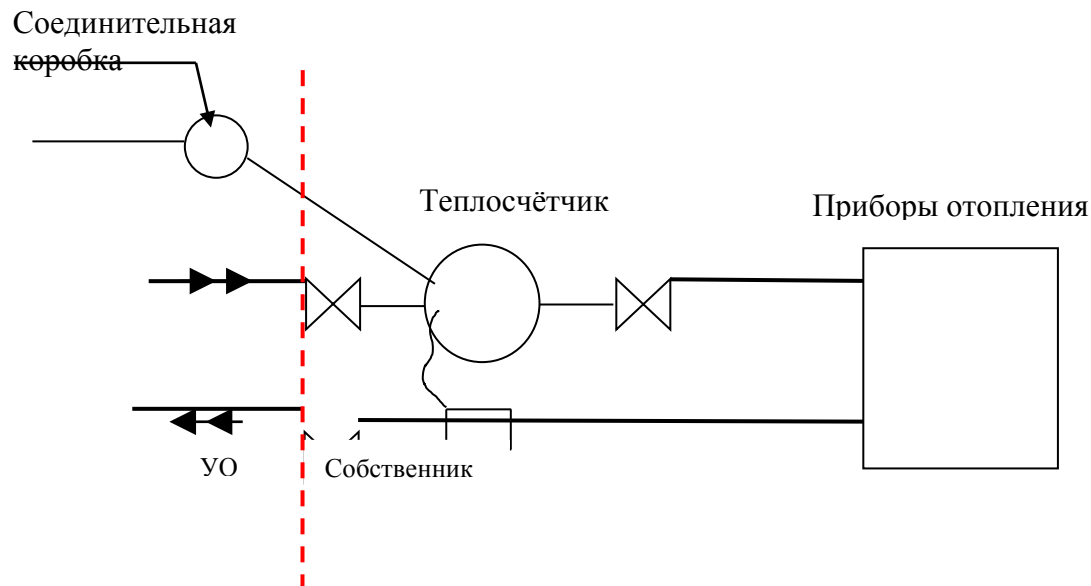 Соединительная
коробка
Теплосчётчик
Приборы отопления
УО
Собственник